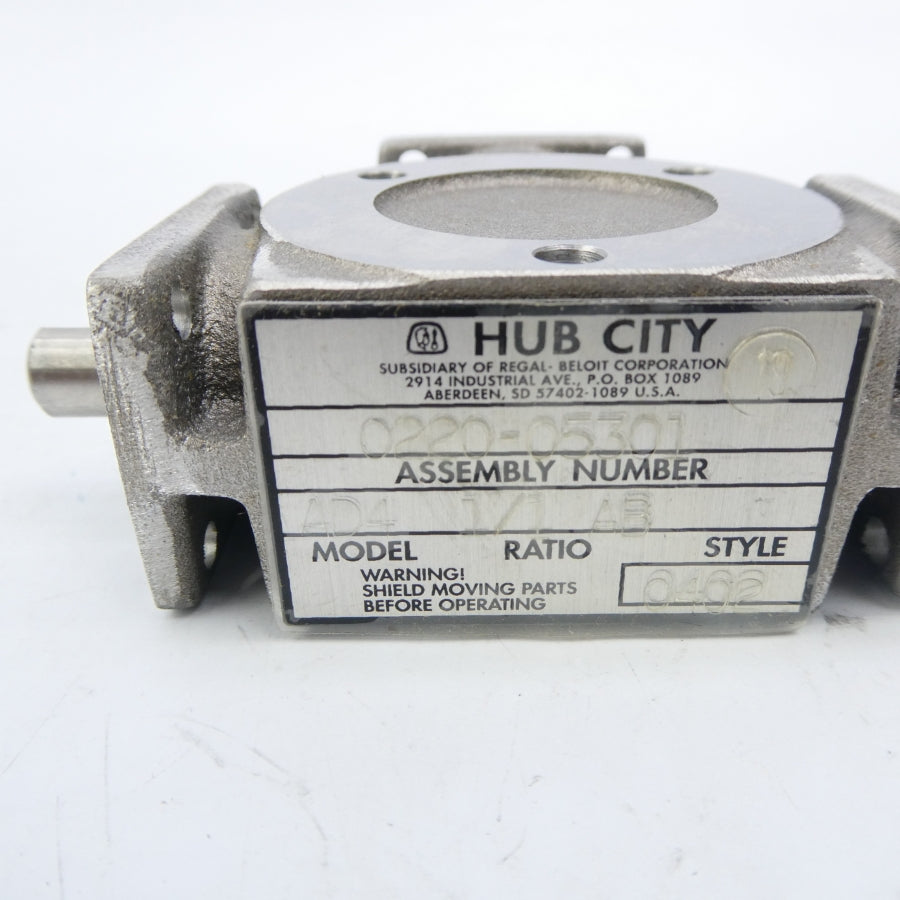 HUB CITY
SUBSIDIARY OF REGAL-BELOIT CORPORATION
2914 INDUSTRIAL AVE., P.O. BOX 1089
ABERDEEN, SD 57402-1089 U.S.A.
0220-05301
ASSEMBLY NUMBER
AD4 1/1 AB
MODEL RATIO STYLE
WARNING!
SHIELD MOVING PARTS
BEFORE OPERATING
0402